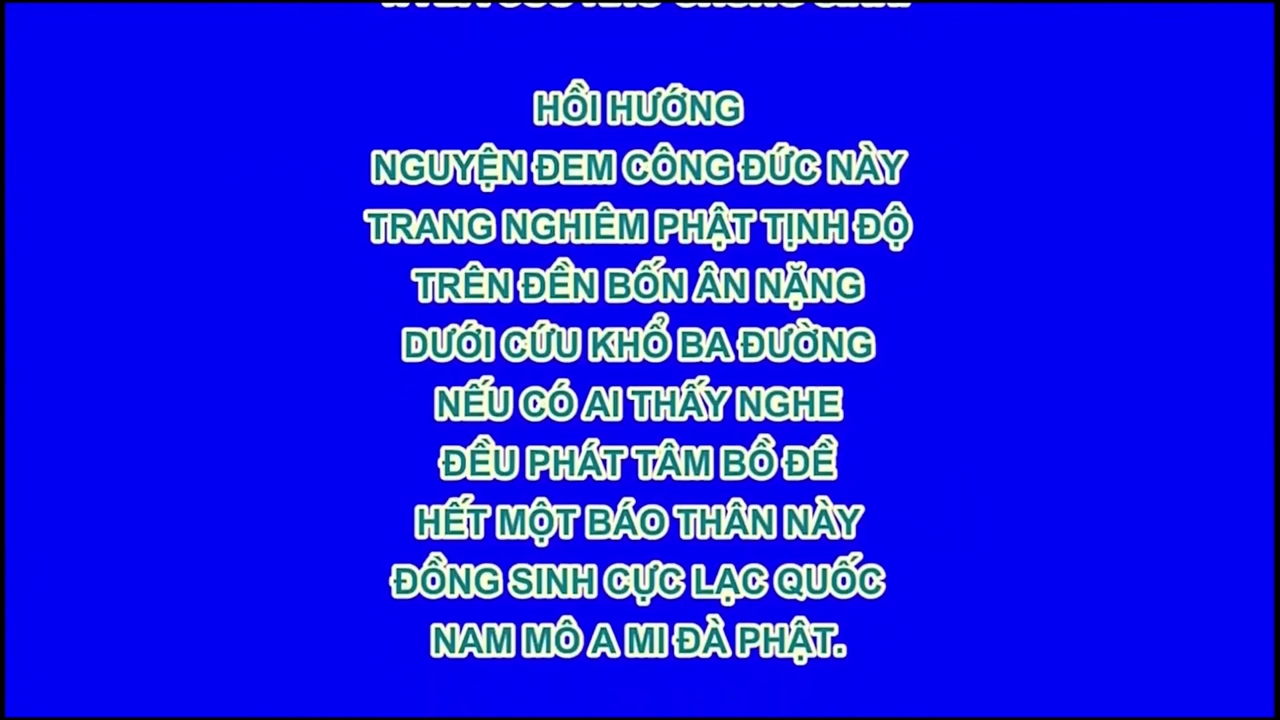 HỒI HƯỚNG
NGUYỆN ĐEM CÔNG ĐỨC NÀY
TRANG NGHIÊM PHẬT TỊNH ĐỘ
TRÊN ĐỀN BỐN ÂN NẶNG
DƯỚI CỨU KHỔ BA ĐƯỜNG
NẾU CÓ AI THẤY NGHE
ĐỀU PHÁT TÂM BỒ ĐỀ
HẾT MỘT BÁO THÂN NÀY
ĐỒNG SINH CỰC LẠC QUỐC
NAM MÔ A MI ĐÀ PHẬT.